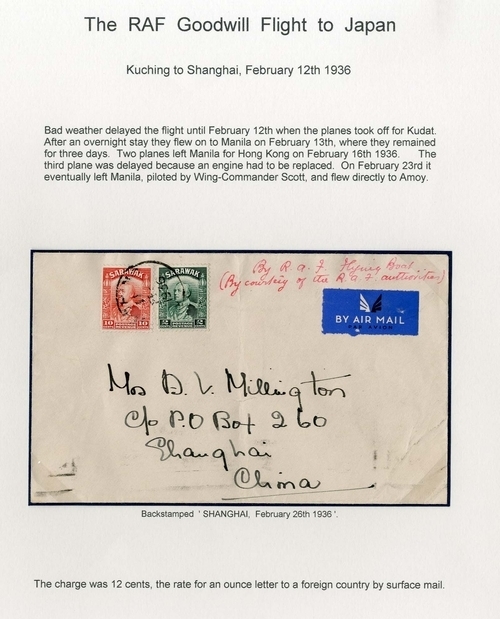 The RAF Goodwill Flight to Japan
Kuching to Shanghai, February 12th 1936
Bad weather delayed the flight until February 12th when the planes took off for Kudat.
After an overnight stay they flew on to Manila on February 13th, where they remained
for three days. Two planes left Manila for Hong Kong on February 16th 1936. The
third plane was delayed because an engine had to be replaced. On February 23rd it
eventually left Manila, piloted by Wing-Commander Scott, and flew directly to Amoy.
SARAWAK
10 10
SARAWAK
2 2
By R.A.F. Flying Boat
(By courtesy of the R.A.F. authorities)
BY AIR MAIL
PAR AVION
Mrs D. V. Millington
c/o P.O Box 260
Shanghai
China
Backstamped ' SHANGHAI, February 26th 1936 '.
The charge was 12 cents, the rate for an ounce letter to a foreign country by surface mail.